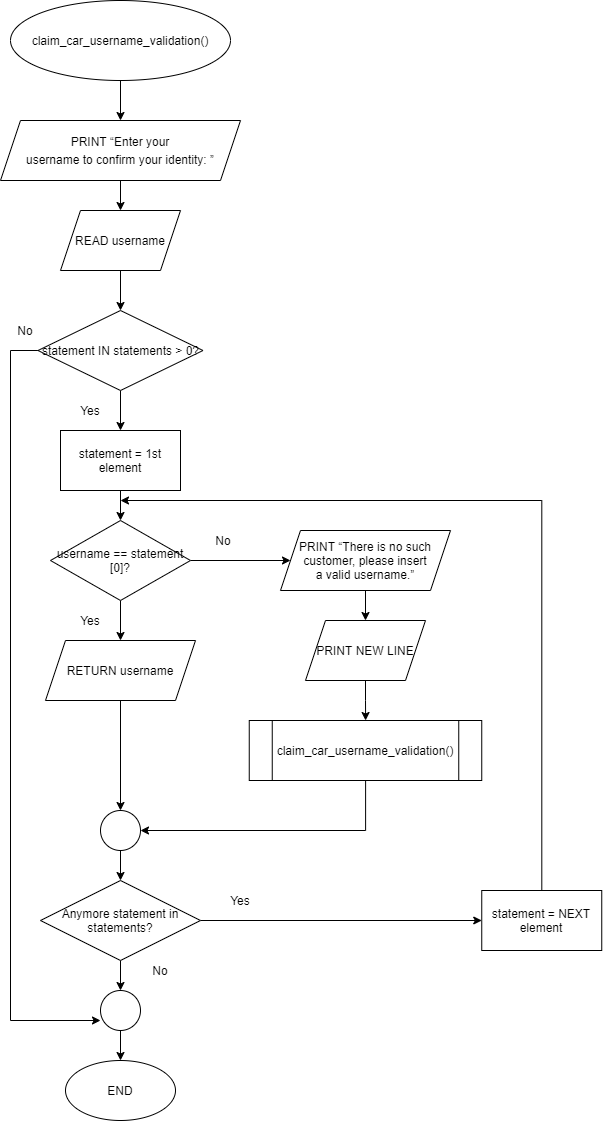 claim_car_username_validation()
PRINT “Enter your
username to confirm your identity: ”
READ username
No
statement IN statements > 0?
Yes
statement = 1st
element
username == statement
[0]?
No
PRINT “There is no such
customer, please insert
a valid username.”
Yes
PRINT NEW LINE
RETURN username
claim_car_username_validation()
Anymore statement in
statements?
Yes
statement = NEXT
element
No
END